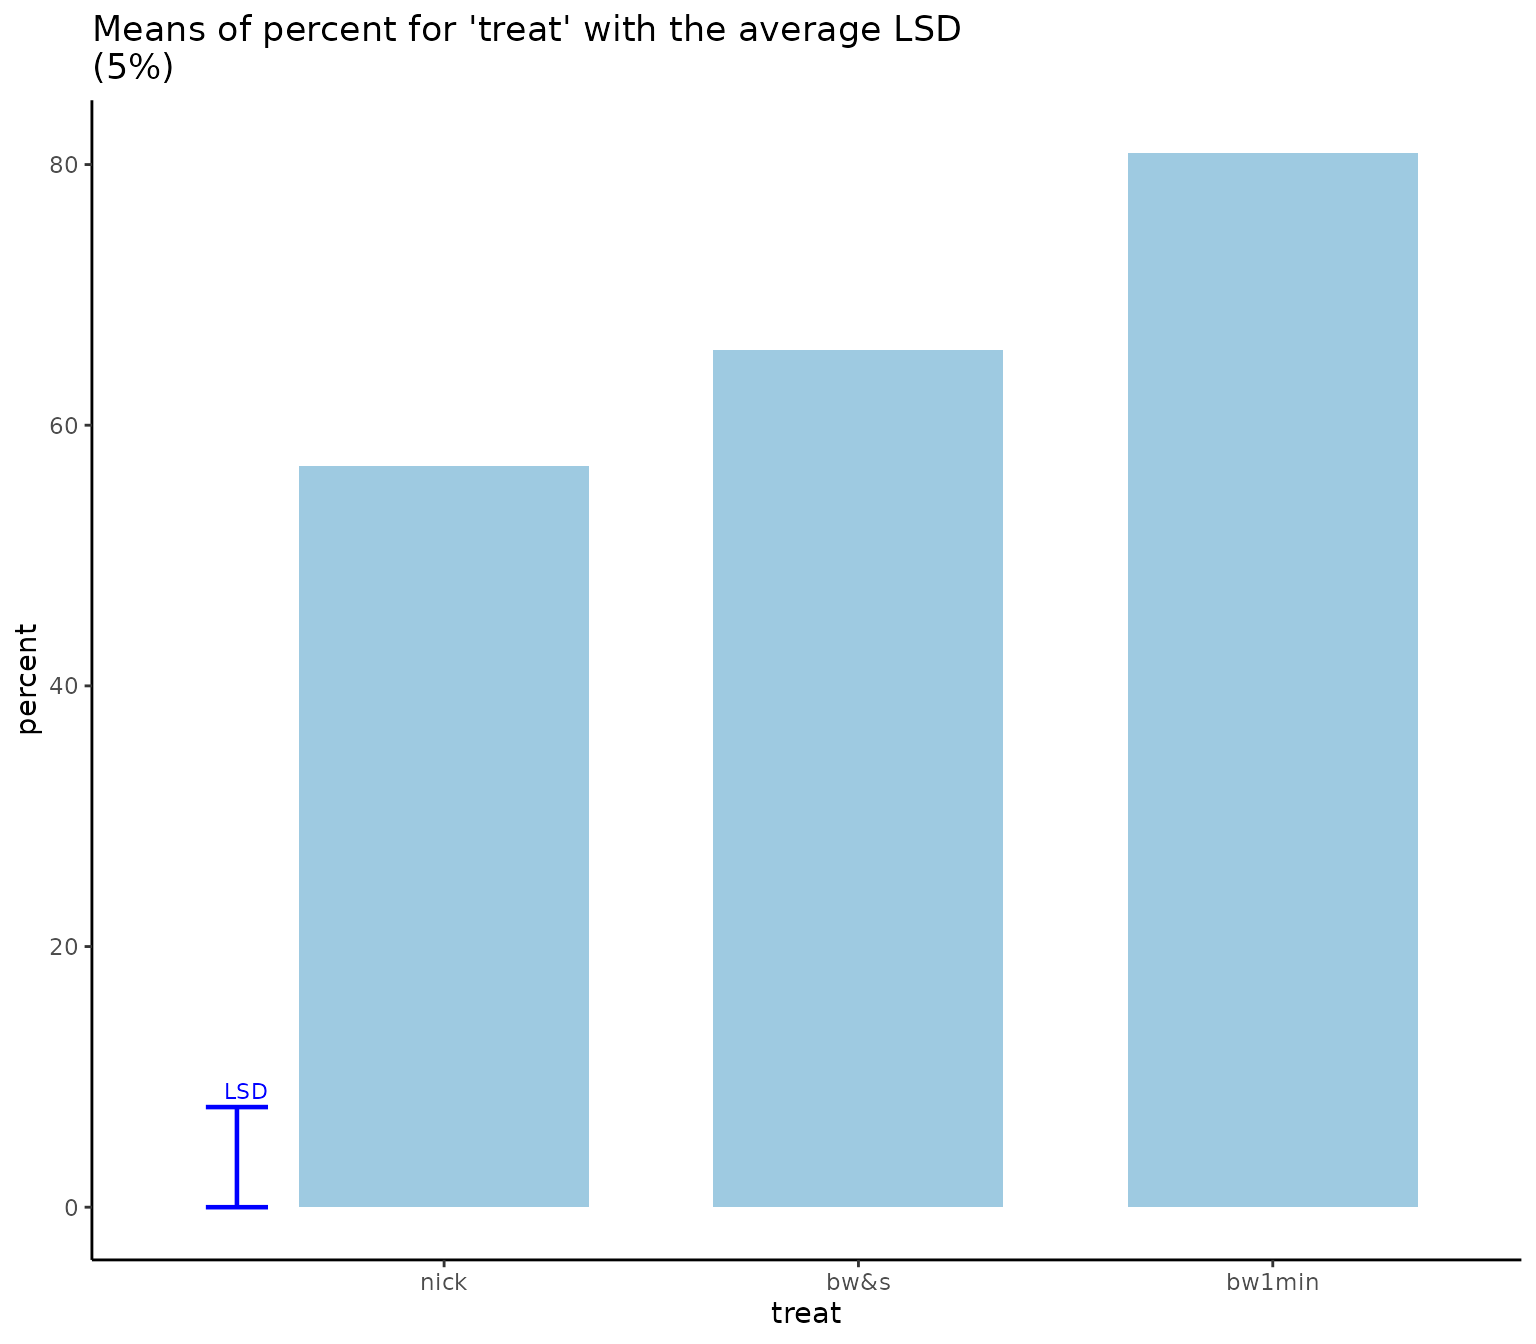 Means of percent for 'treat' with the average LSD
(5%)
80
60
40
20
0
percent
LSD
nick
bw&s
bw1min
treat